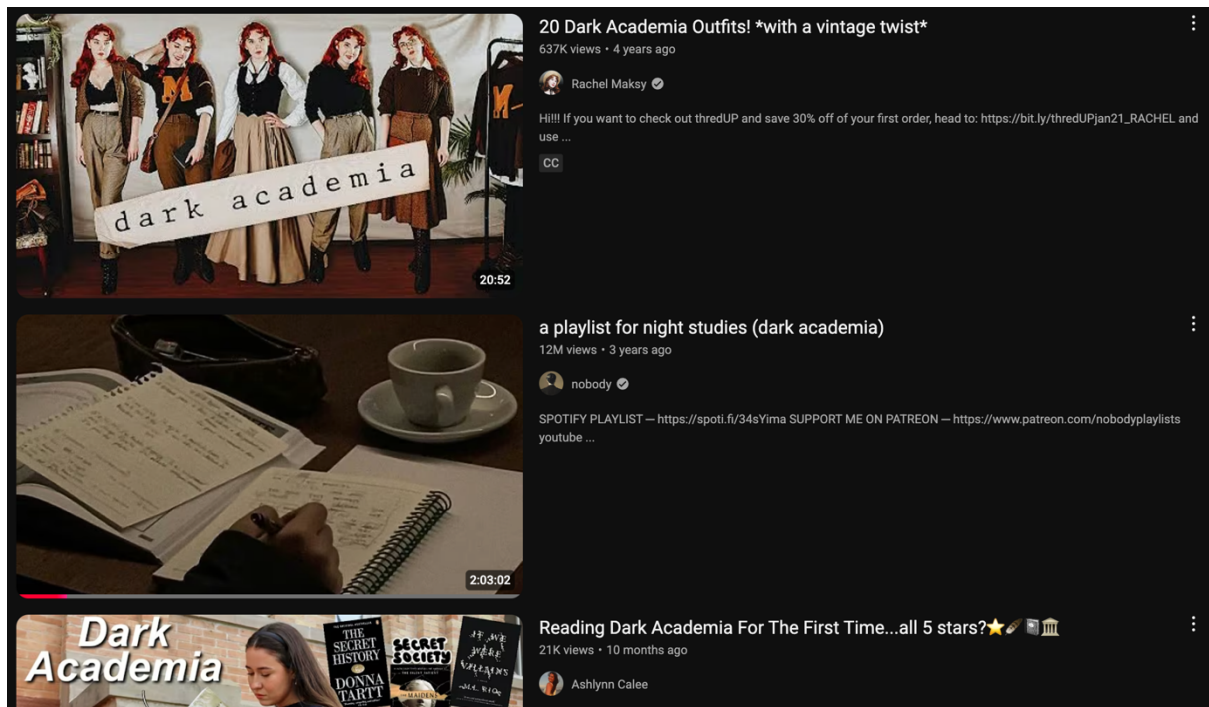 20 Dark Academia Outfits! *with a vintage twist*
637K views • 4 years ago
Rachel Maksy
Hi!!! If you want to check out thredUP and save 30% off of your first order, head to: https://bit.ly/thredUPjan21_RACHEL and
use ...
CC
M
M
dark academia
20:52
a playlist for night studies (dark academia)
12M views • 3 years ago
nobody
SPOTIFY PLAYLIST — https://spoti.fi/34sYima SUPPORT ME ON PATREON — https://www.patreon.com/nobodyplaylists
youtube ...
2:03:02
Dark
Academia
THE
SECRET
HISTORY
DONNA
TARTT
SECRET
SOCIETY
THE MAIDENS
IF WE
WERE
VILLAINS
M.L. RIO
Reading Dark Academia For The First Time...all 5 stars?⭐🪶📓🏛️
21K views • 10 months ago
Ashlynn Calee